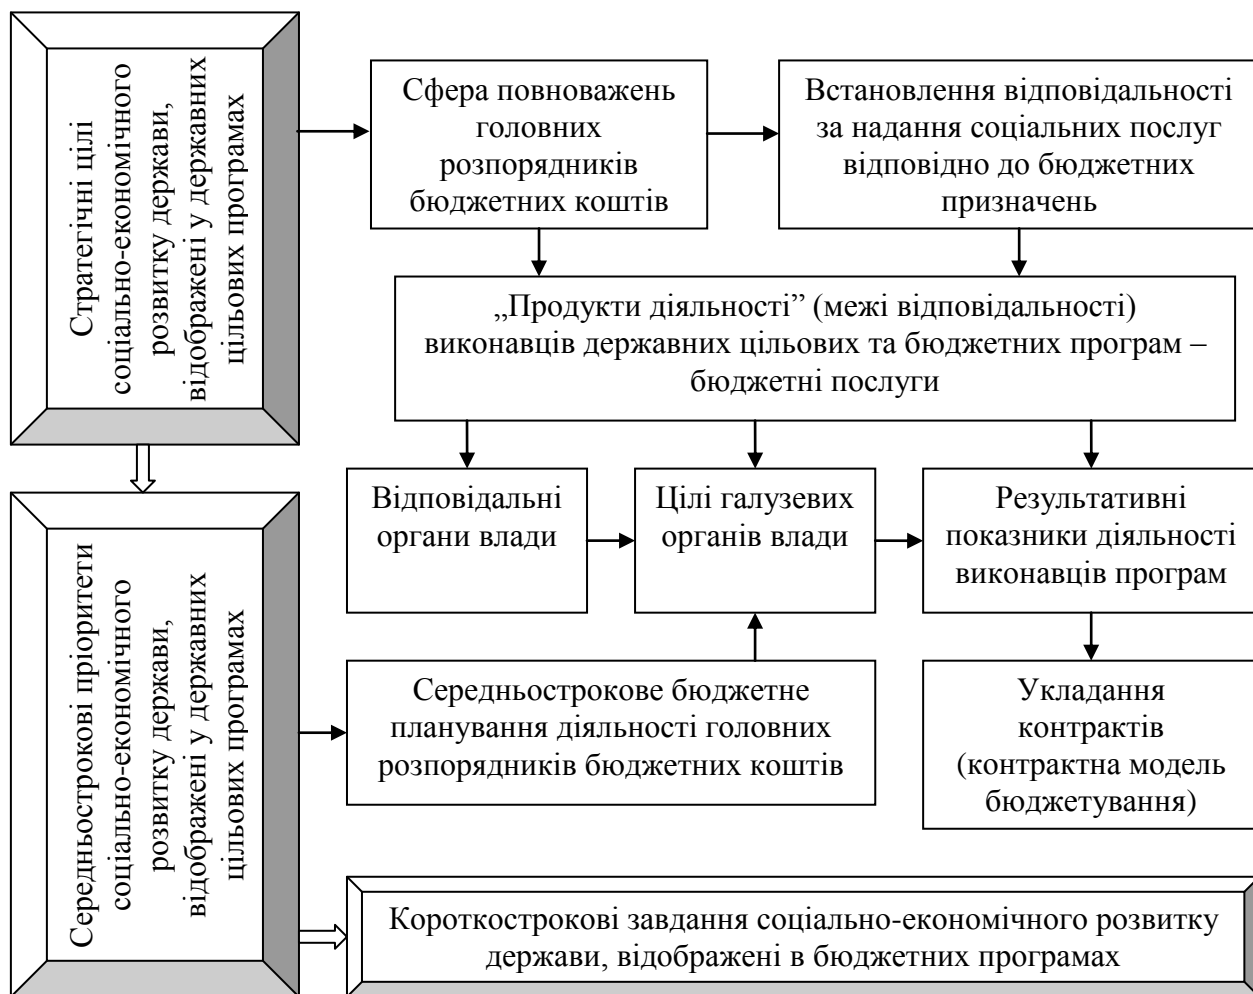 Стратегічні цілі
соціально-економічного
розвитку держави,
відображені у державних
цільових програмах
Сфера повноважень
головних
розпорядників
бюджетних коштів
Встановлення відповідальності
за надання соціальних послуг
відповідно до бюджетних
призначень
„Продукти діяльності” (межі відповідальності)
виконавців державних цільових та бюджетних програм –
бюджетні послуги
Відповідальні
органи влади
Цілі галузевих
органів влади
Результативні
показники діяльності
виконавців програм
Середньострокові пріоритети
соціально-економічного
розвитку держави,
відображені у державних
цільових програмах
Середньострокове бюджетне
планування діяльності головних
розпорядників бюджетних коштів
Укладання
контрактів
(контрактна модель
бюджетування)
Короткострокові завдання соціально-економічного розвитку
держави, відображені в бюджетних програмах